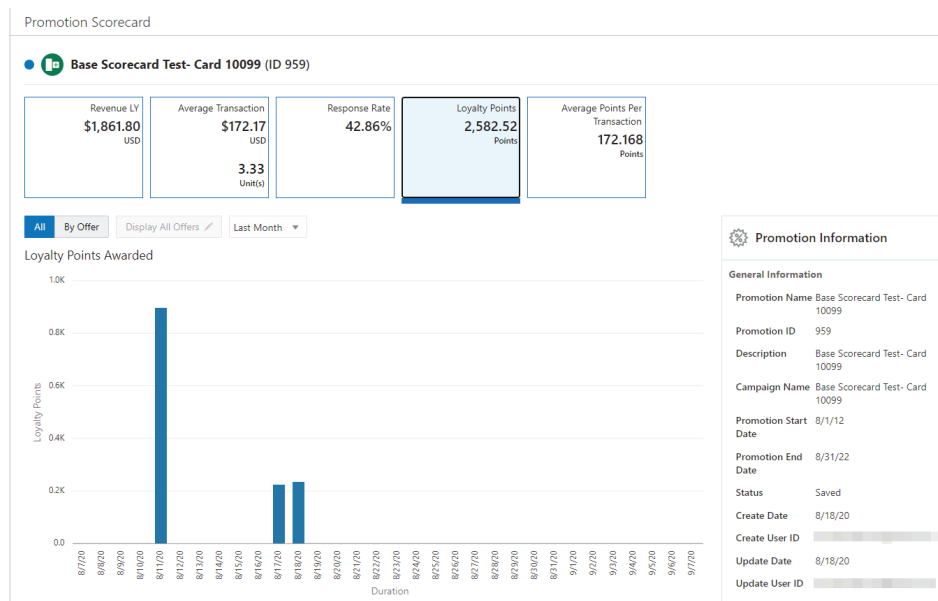 Promotion Scorecard
Base Scorecard Test- Card 10099 (ID 959)
Revenue LY
$1,861.80
USD
Average Transaction
$172.17
USD
3.33
Unit(s)
Response Rate
42.86%
Loyalty Points
2,582.52
Points
Average Points Per
Transaction
172.168
Points
All
By Offer
Display All Offers
Last Month
Loyalty Points Awarded
Loyalty Points
1.0K
0.8K
0.6K
0.4K
0.2K
0.0
8/7/20
8/8/20
8/9/20
8/10/20
8/11/20
8/12/20
8/13/20
8/14/20
8/15/20
8/16/20
8/17/20
8/18/20
8/19/20
8/20/20
8/21/20
8/22/20
8/23/20
8/24/20
8/25/20
8/26/20
8/27/20
8/28/20
8/29/20
8/30/20
8/31/20
9/1/20
9/2/20
9/3/20
9/4/20
9/5/20
9/6/20
9/7/20
Duration
Promotion Information
General Information
Promotion Name Base Scorecard Test- Card
10099
Promotion ID 959
Description Base Scorecard Test- Card
10099
Campaign Name Base Scorecard Test- Card
10099
Promotion Start 8/1/12
Date
Promotion End 8/31/22
Date
Status Saved
Create Date 8/18/20
Create User ID
Update Date 8/18/20
Update User ID